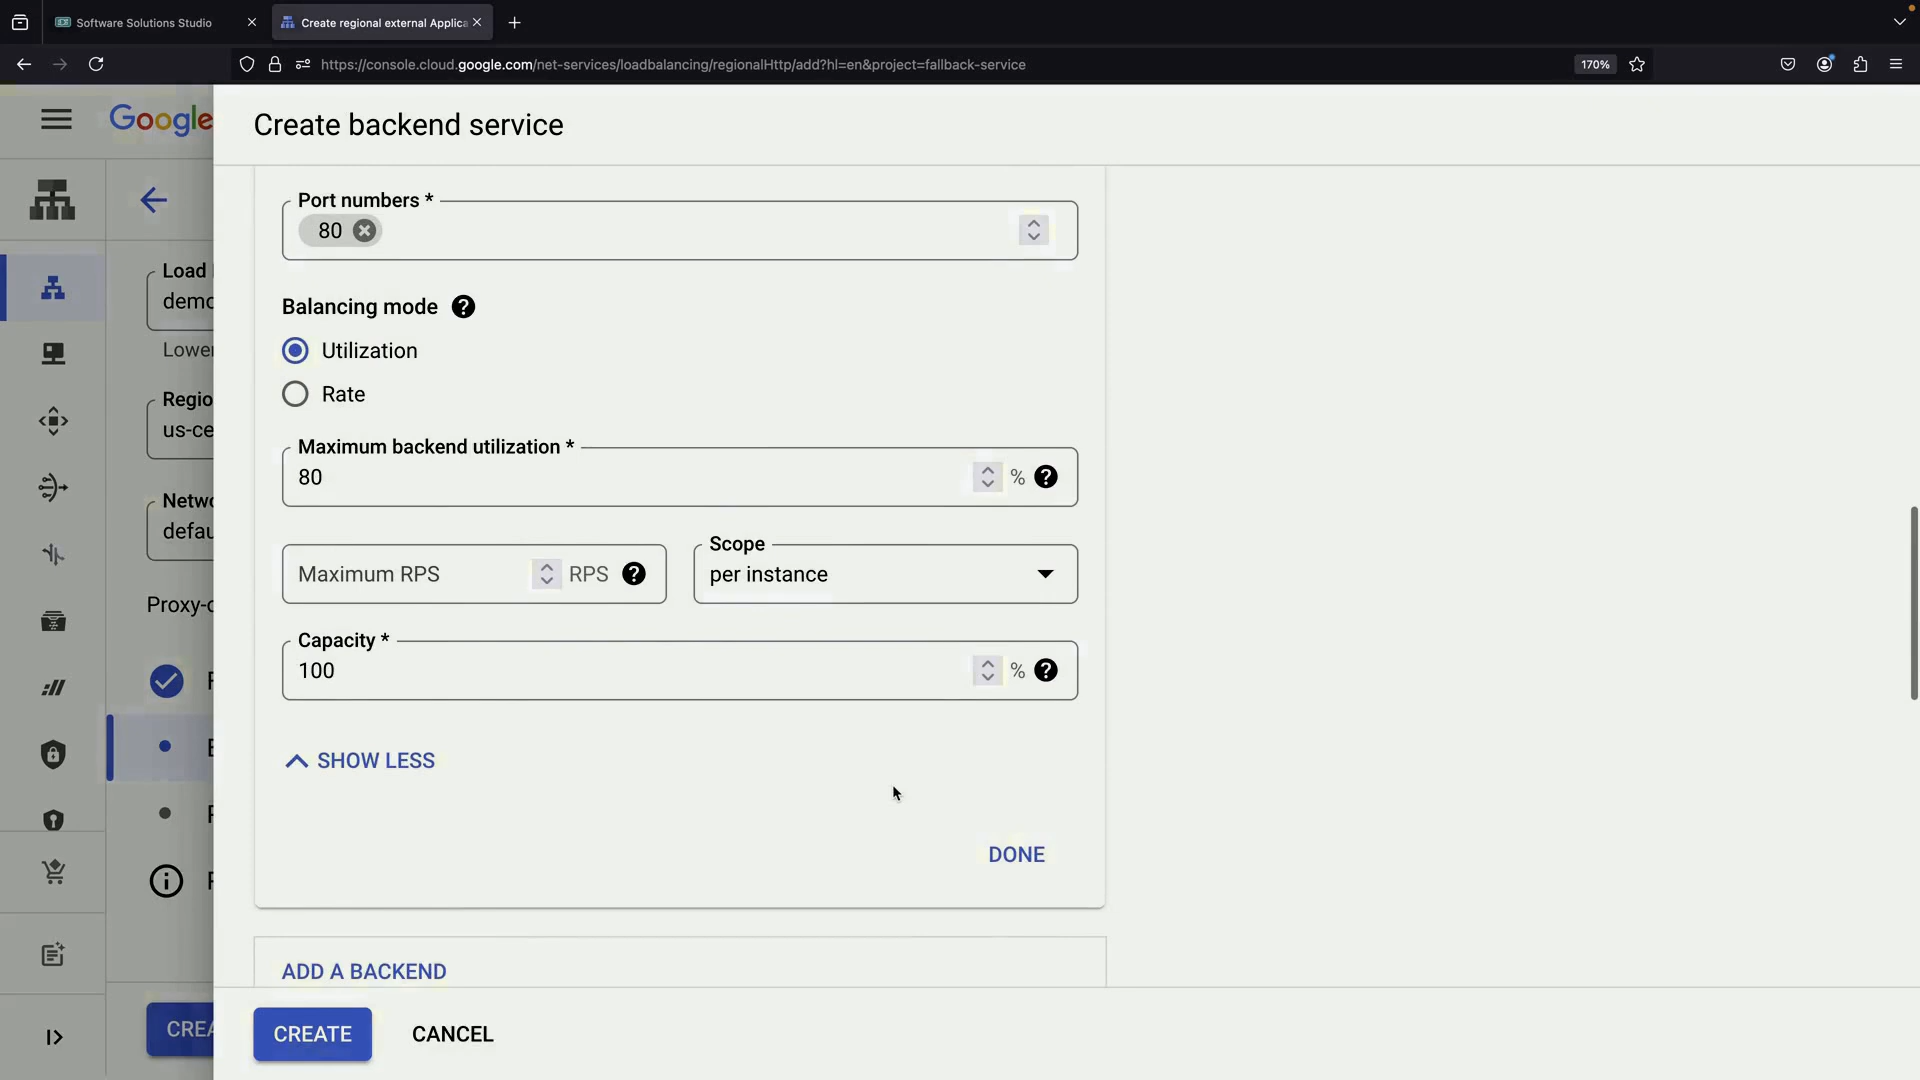 Software Solutions Studio
Create regional external Applica
https://console.cloud.google.com/net-services/loadbalancing/regionalHttp/add?hl=en&project=fallback-service
170%
Google
Create backend service
Port numbers *
80
Balancing mode
Utilization
Rate
Maximum backend utilization *
80
%
Maximum RPS
RPS
Scope
per instance
Capacity *
100
%
SHOW LESS
DONE
ADD A BACKEND
CREATE
CANCEL
Load
demo
Lower
Regio
us-ce
Netwo
defau
Proxy-o
CREA